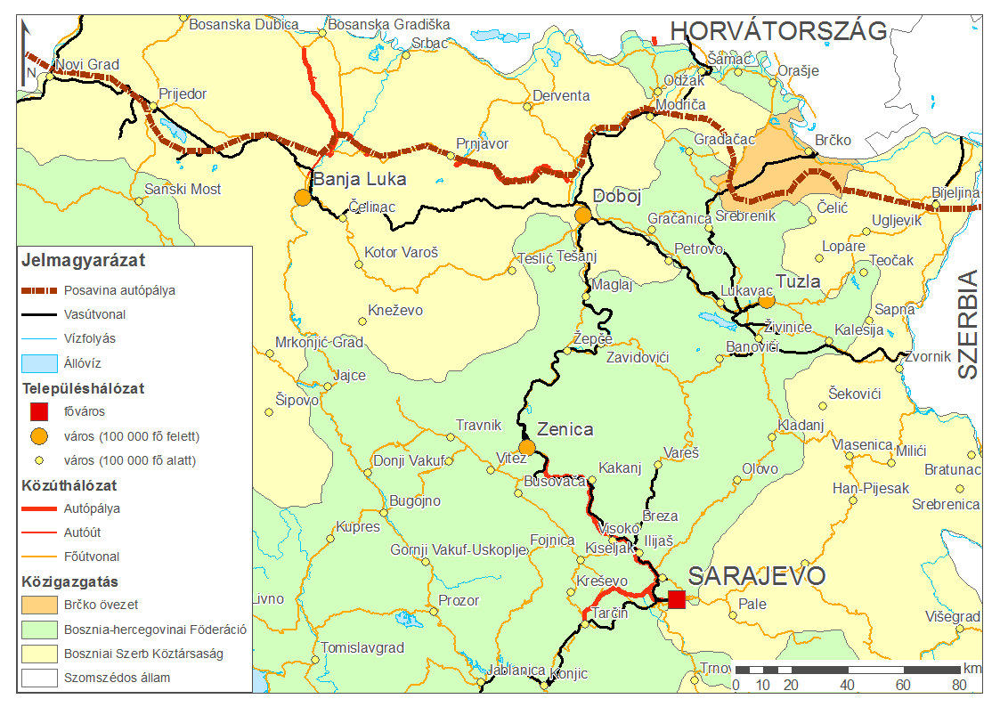 Bosanska Dubica
Bosanska Gradiška
HORVÁTORSZÁG
Srbac
Novi Grad
N
Šamac
Orašje
Odžak
Prijedor
Derventa
Modriča
Prnjavor
Gradačac
Brčko
Banja Luka
Sanski Most
Doboj
Bijeljina
Čelinac
Gračanica
Srebrenik
Čelić
Ugljevik
Kotor Varoš
Teslić
Tešanj
Petrovo
Lopare
Teočak
Maglaj
Lukavac
Tuzla
SZERBIA
Kneževo
Sapna
Mrkonjić Grad
Žepče
Živinice
Kalesija
Zavidovići
Banovići
Zvornik
Jajce
Šipovo
Šekovići
Travnik
Zenica
Kladanj
Vlasenica
Milići
Donji Vakuf
Vitez
Vareš
Bratunac
Busovača
Kakanj
Olovo
Han-Pijesak
Srebrenica
Bugojno
Breza
Kupres
Visoko
Fojnica
Ilijaš
Gornji Vakuf-Uskoplje
Kiseljak
Kreševo
SARAJEVO
Livno
Prozor
Tarčin
Pale
Višegrad
Tomislavgrad
Jablanica
Konjic
Trnov
Jelmagyarázat
Posavina autópálya
Vasútvonal
Vízfolyás
Állóvíz
Településhálózat
főváros
város (100 000 fő felett)
város (100 000 fő alatt)
Közúthálózat
Autópálya
Autóút
Főútvonal
Közigazgatás
Brčko övezet
Bosznia-hercegovinai Föderáció
Boszniai Szerb Köztársaság
Szomszédos állam
km
0 10 20 40 60 80